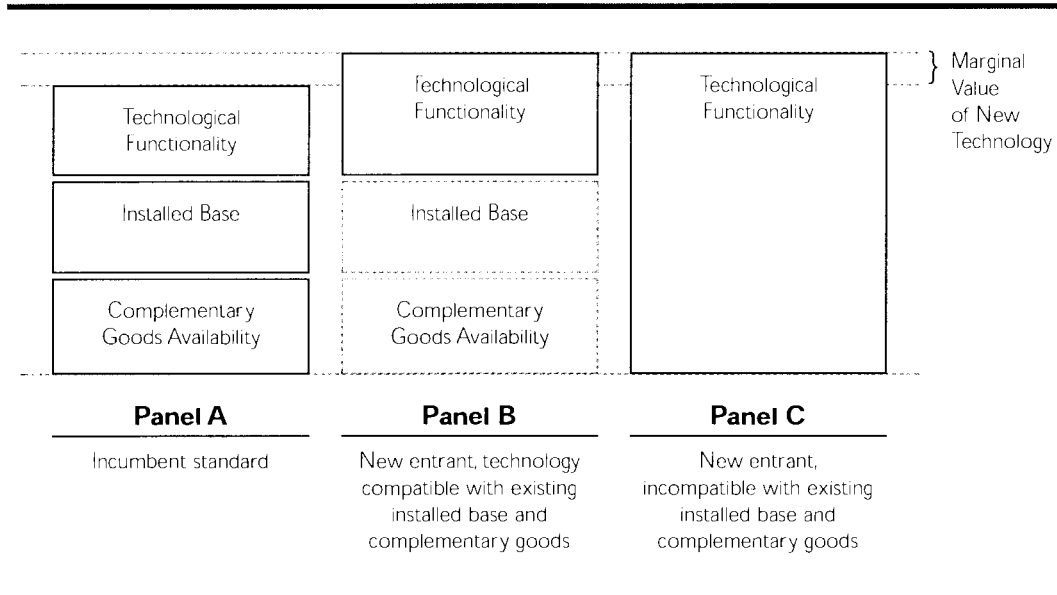 Technological
Functionality
Installed Base
Complementary
Goods Availability
Panel A
Incumbent standard
Technological
Functionality
Installed Base
Complementary
Goods Availability
Panel B
New entrant, technology
compatible with existing
installed base and
complementary goods
Technological
Functionality
Panel C
New entrant,
incompatible with existing
installed base and
complementary goods
} Marginal
Value
of New
Technology